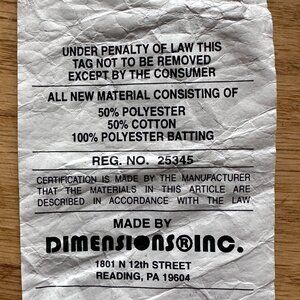 UNDER PENALTY OF LAW THIS
TAG NOT TO BE REMOVED
EXCEPT BY THE CONSUMER
ALL NEW MATERIAL CONSISTING OF
50% POLYESTER
50% COTTON
100% POLYESTER BATTING
REG. NO. 25345
CERTIFICATION IS MADE BY THE MANUFACTURER
THAT THE MATERIALS IN THIS ARTICLE ARE
DESCRIBED IN ACCORDANCE WITH THE LAW
MADE BY
DIMENSIONS®INC.
1801 N 12th STREET
READING, PA 19604